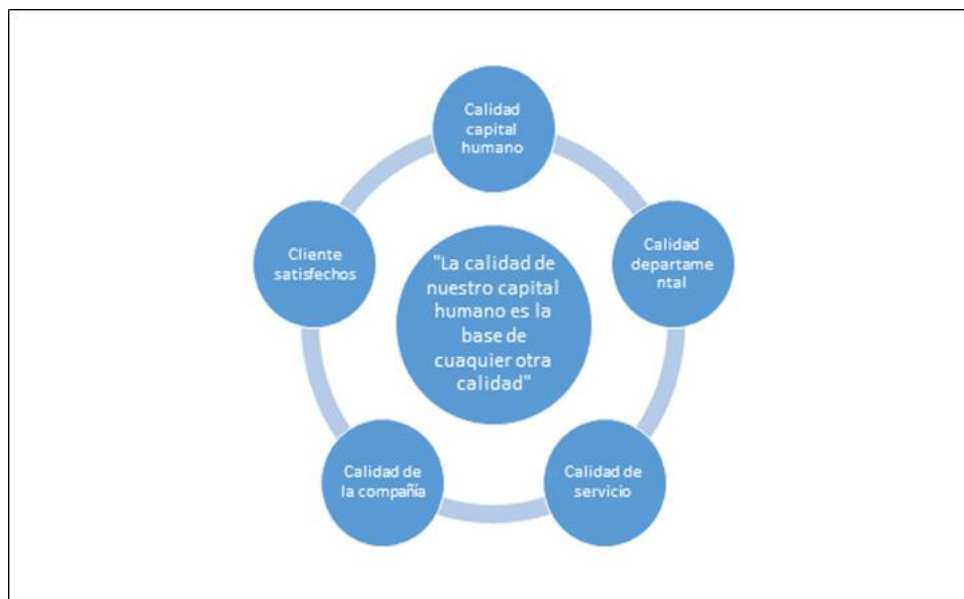 Calidad
capital
humano
Cliente
satisfechos
"La calidad de
nuestro capital
humano es la
base de
cuaquier otra
calidad"
Calidad
departame
ntal
Calidad de
la compañía
Calidad de
servicio